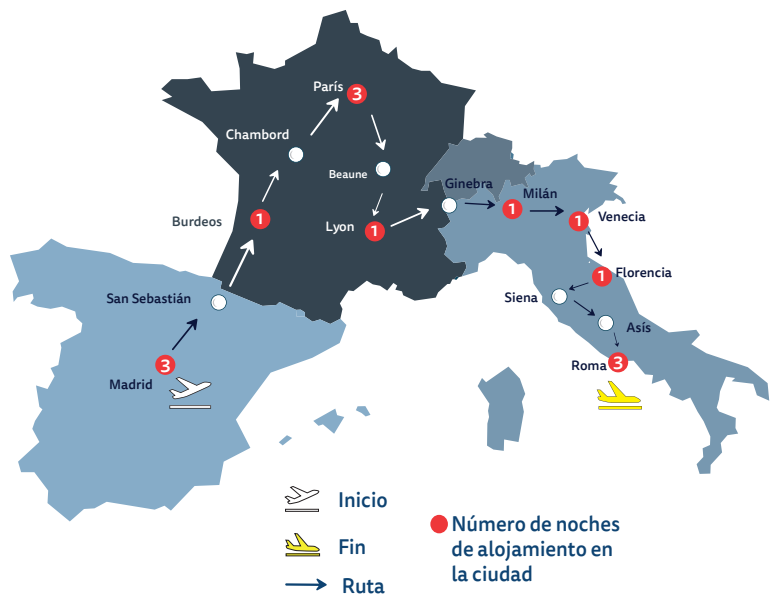 París
3
Chambord
Beaune
Ginebra
Milán
1
Burdeos
1
Lyon
1
1
Venecia
1
Florencia
San Sebastián
Siena
Asís
Madrid
3
Roma
3
Inicio
Fin
Ruta
Número de noches
de alojamiento en
la ciudad